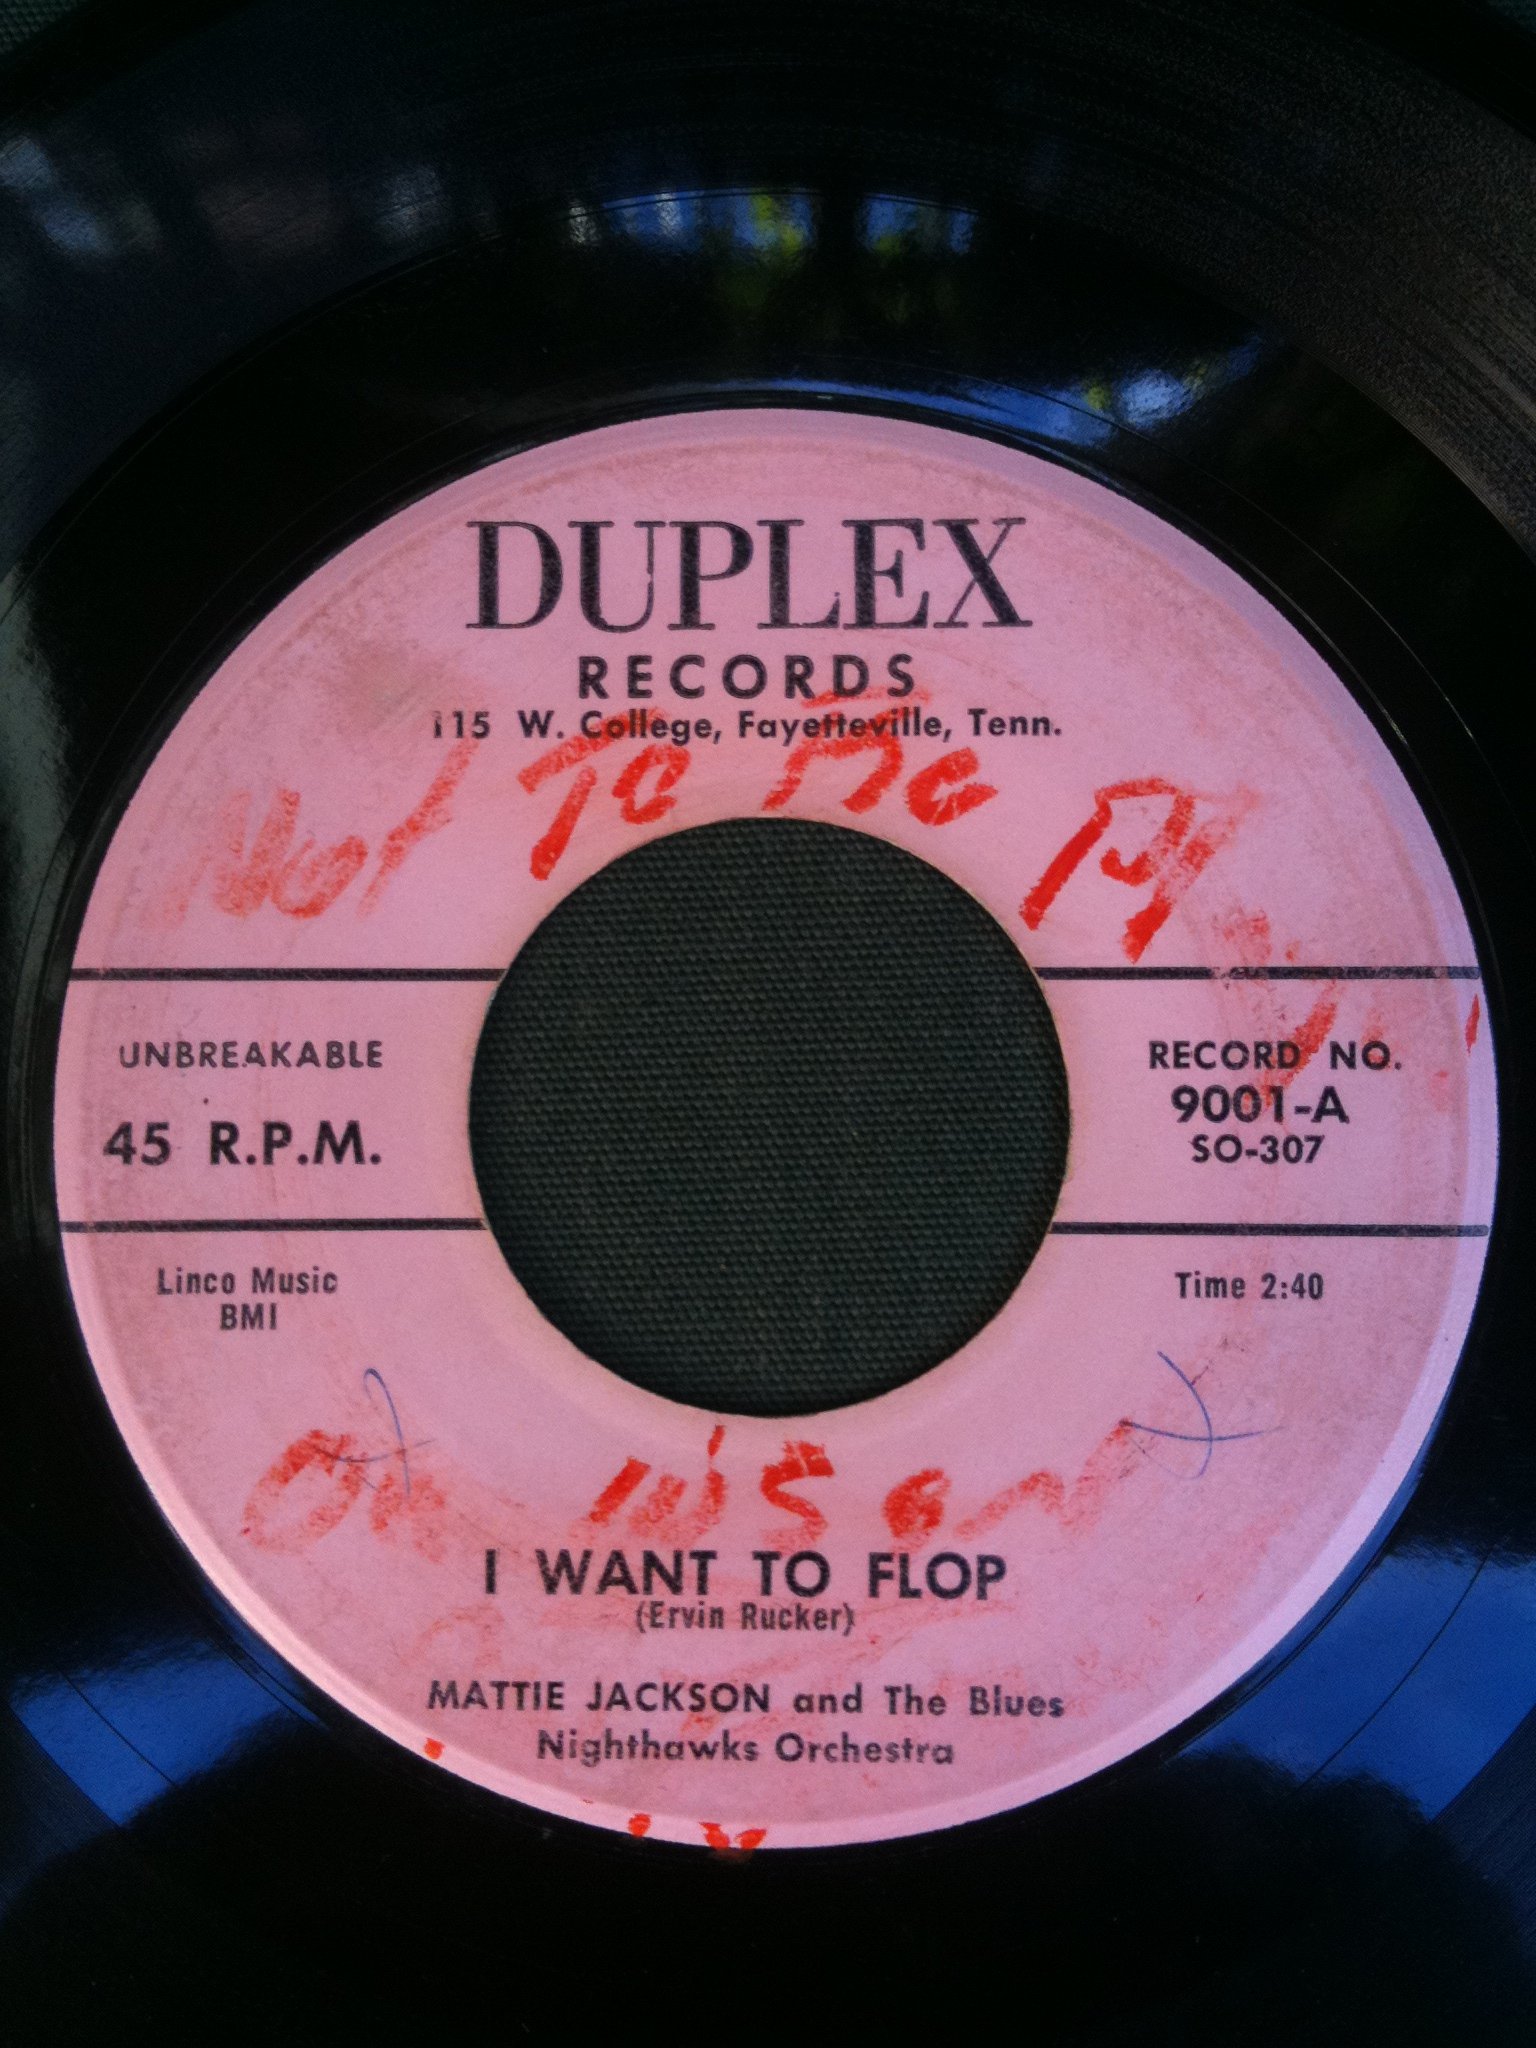 DUPLEX
RECORDS
115 W. College, Fayetteville, Tenn.
Not To
UNBREAKABLE
45 R.P.M.
RECORD NO.
9001-A
SO-307
Linco Music
BMI
Time 2:40
I WANT TO FLOP
(Ervin Rucker)
MATTIE JACKSON and The Blues
Nighthawks Orchestra